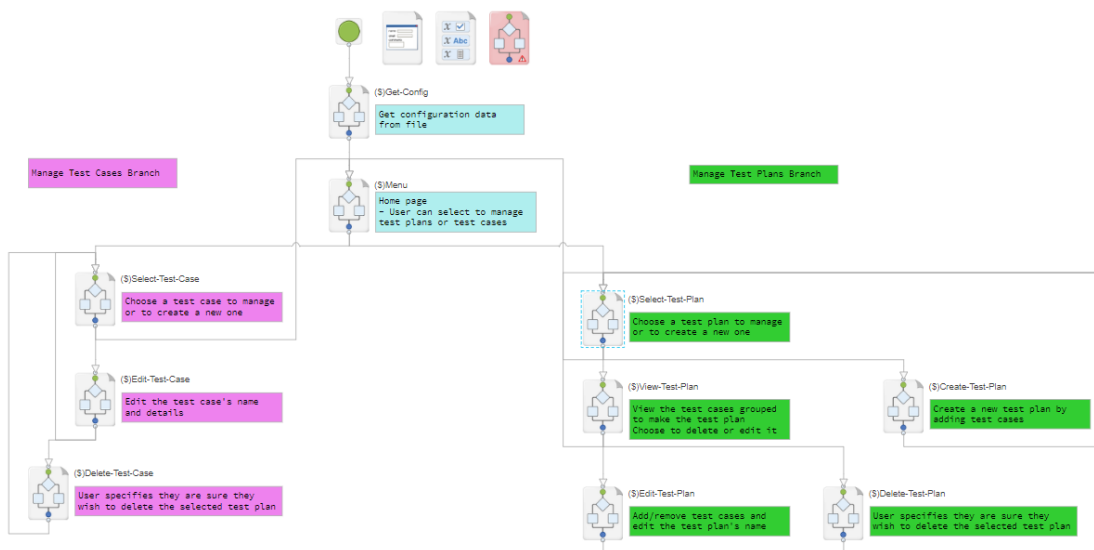 X
X Abc
X
($)Get-Config
Get configuration data
from file
Manage Test Cases Branch
Manage Test Plans Branch
($)Menu
Home page
- User can select to manage
test plans or test cases
($)Select-Test-Case
Choose a test case to manage
or to create a new one
($)Select-Test-Plan
Choose a test plan to manage
or to create a new one
($)Edit-Test-Case
Edit the test case's name
and details
($)View-Test-Plan
View the test cases grouped
to make the test plan
Choose to delete or edit it
($)Create-Test-Plan
Create a new test plan by
adding test cases
($)Delete-Test-Case
User specifies they are sure they
wish to delete the selected test plan
($)Edit-Test-Plan
Add/remove test cases and
edit the test plan's name
($)Delete-Test-Plan
User specifies they are sure they
wish to delete the selected test plan